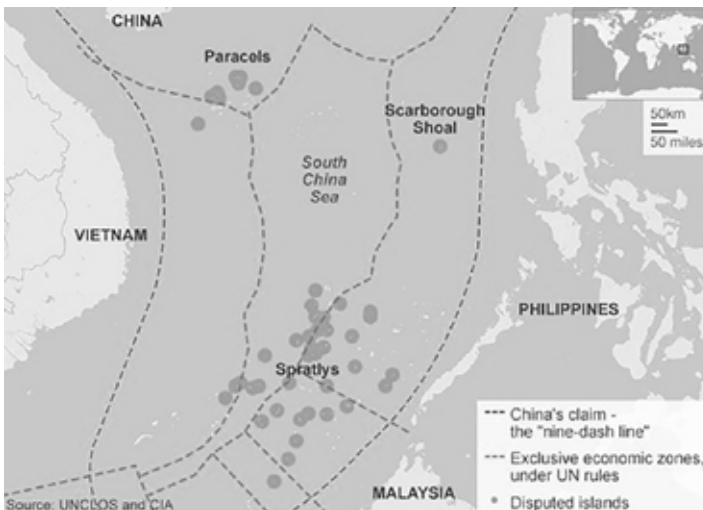 CHINA
Paracels
Scarborough
Shoal
50km
50 miles
South
China
Sea
VIETNAM
PHILIPPINES
Spratlys
China's claim -
the "nine-dash line"
Exclusive economic zones,
under UN rules
Disputed islands
MALAYSIA
Source: UNCLOS and CIA